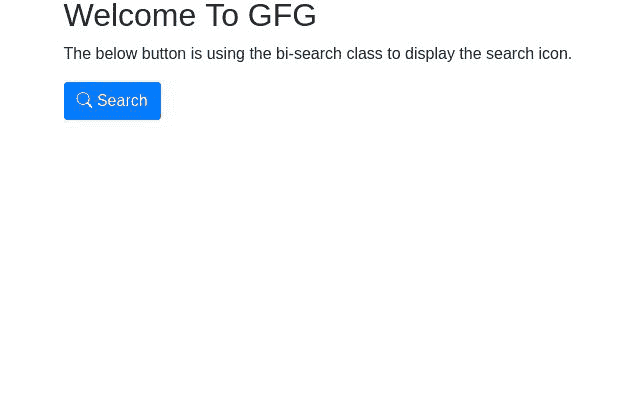 Welcome To GFG
The below button is using the bi-search class to display the search icon.
Search